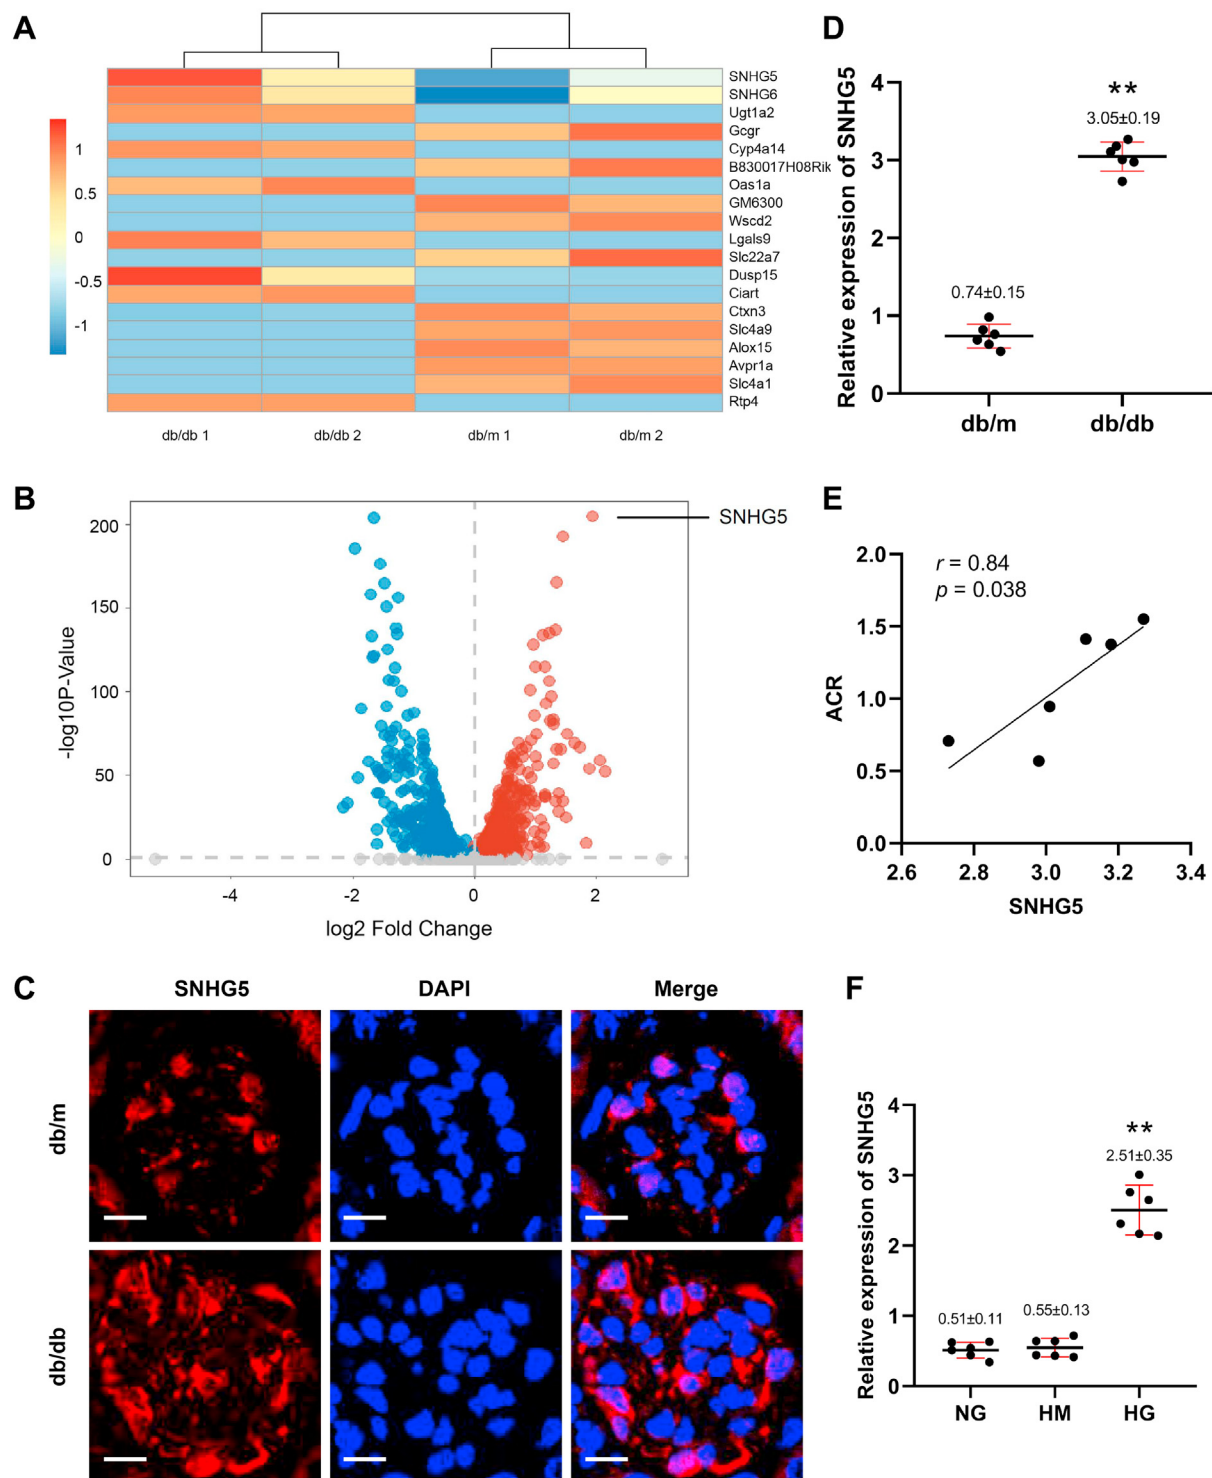 A
SNHG5
SNHG6
Ugt1a2
Gcgr
Cyp4a14
B830017H08Rik
Oas1a
GM6300
Wscd2
Lgals9
Slc22a7
Dusp15
Ciart
Ctxn3
Slc4a9
Alox15
Avpr1a
Slc4a1
Rtp4
1
0.5
0
-0.5
-1
db/db 1
db/db 2
db/m 1
db/m 2
D
Relative expression of SNHG5
4
3
2
1
0
**
3.05±0.19
0.74±0.15
db/m
db/db
B
SNHG5
-log10P-Value
200
150
100
50
0
-4
-2
0
2
log2 Fold Change
E
r = 0.84
p = 0.038
ACR
2.0
1.5
1.0
0.5
0.0
2.6
2.8
3.0
3.2
3.4
SNHG5
C
SNHG5
DAPI
Merge
db/m
db/db
F
Relative expression of SNHG5
4
3
2
1
0
**
2.51±0.35
0.51±0.11
0.55±0.13
NG
HM
HG